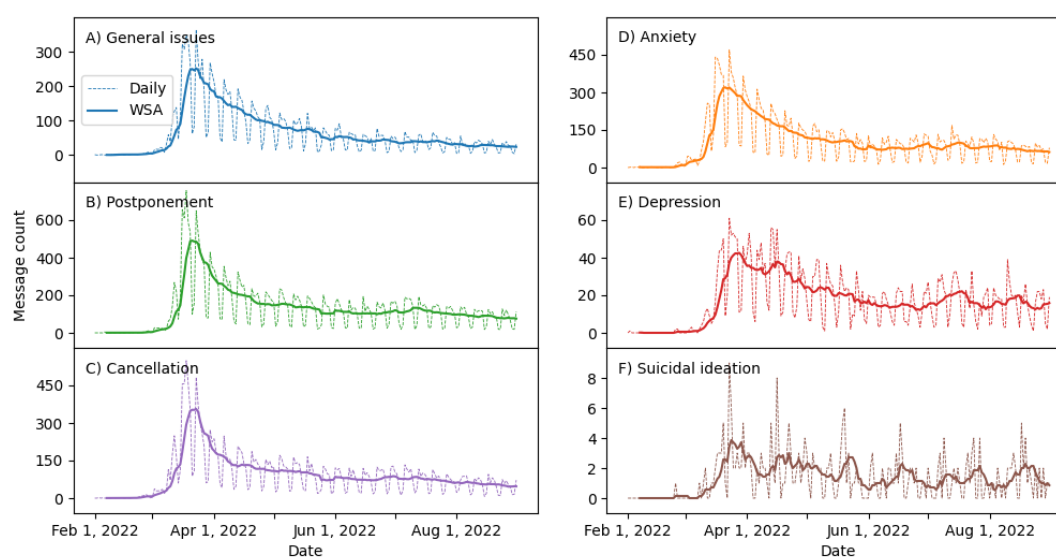 A) General issues
Daily
WSA
300
200
100
0
B) Postponement
600
400
200
0
C) Cancellation
450
300
150
0
Message count
Feb 1, 2022 Apr 1, 2022 Jun 1, 2022 Aug 1, 2022
Date
D) Anxiety
450
300
150
0
E) Depression
60
40
20
0
F) Suicidal ideation
8
6
4
2
0
Feb 1, 2022 Apr 1, 2022 Jun 1, 2022 Aug 1, 2022
Date